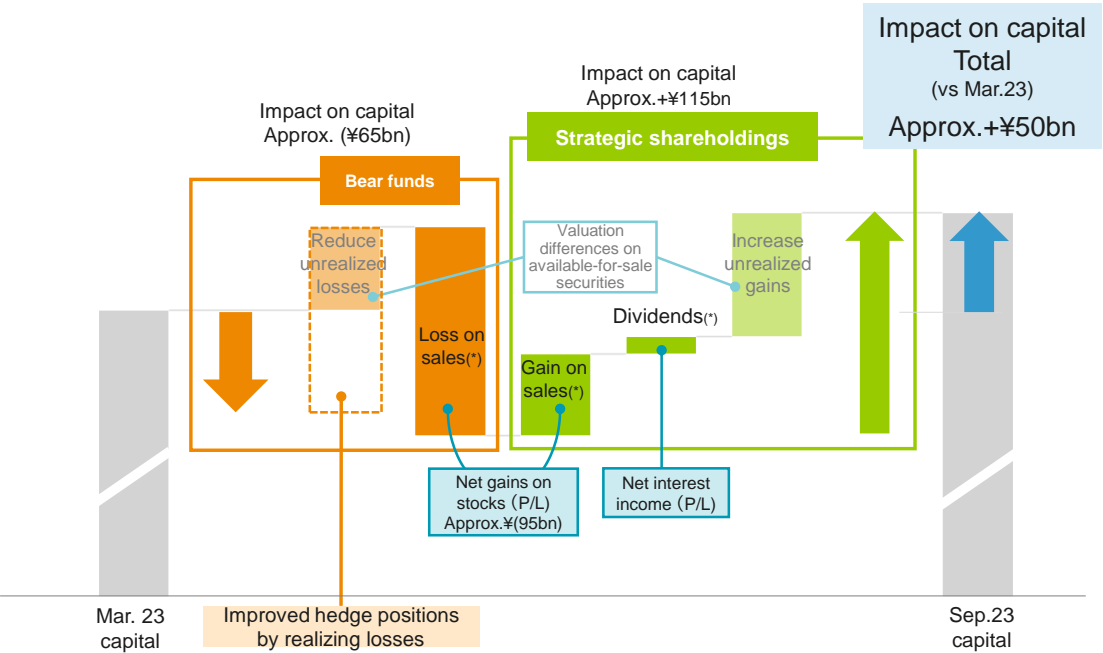 Impact on capital
Total
(vs Mar.23)
Approx.+¥50bn
Impact on capital
Approx.+¥115bn
Strategic shareholdings
Impact on capital
Approx. (¥65bn)
Bear funds
Reduce
unrealized
losses
Valuation
differences on
available-for-sale
securities
Increase
unrealized
gains
Loss on
sales(*)
Gain on
sales(*)
Dividends(*)
Net gains on
stocks（P/L)
Approx.¥(95bn)
Net interest
income（P/L)
Mar. 23
capital
Improved hedge positions
by realizing losses
Sep.23
capital